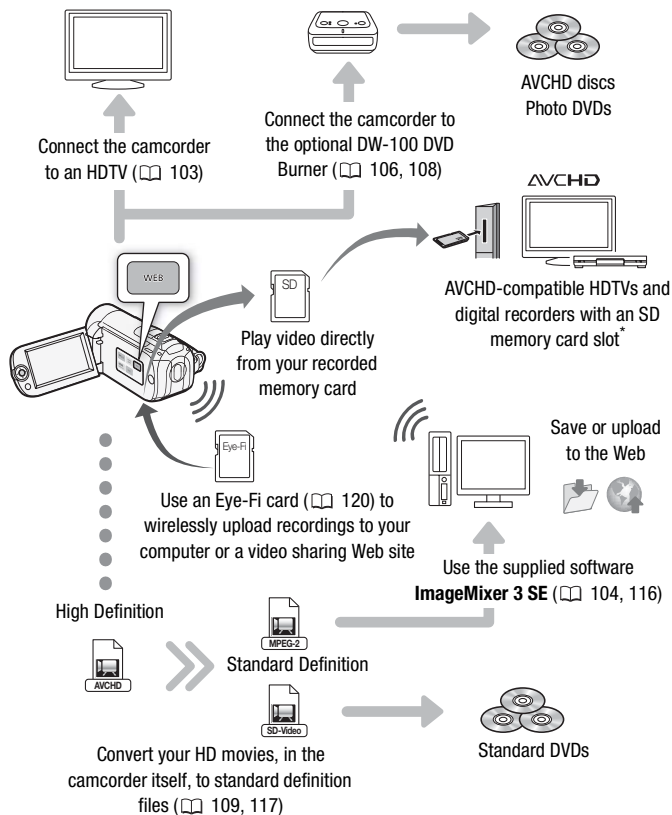 AVCHD discs
Photo DVDs
Connect the camcorder
to an HDTV (103)
Connect the camcorder to
the optional DW-100 DVD
Burner (106, 108)
AVCHD
WEB
SD
Play video directly
from your recorded
memory card
AVCHD-compatible HDTVs and
digital recorders with an SD
memory card slot*
Eye-Fi
Use an Eye-Fi card (120) to
wirelessly upload recordings to your
computer or a video sharing Web site
Save or upload
to the Web
Use the supplied software
ImageMixer 3 SE (104, 116)
High Definition
AVCHD
MPEG-2
Standard Definition
SD-Video
Convert your HD movies, in the
camcorder itself, to standard definition
files (109, 117)
Standard DVDs